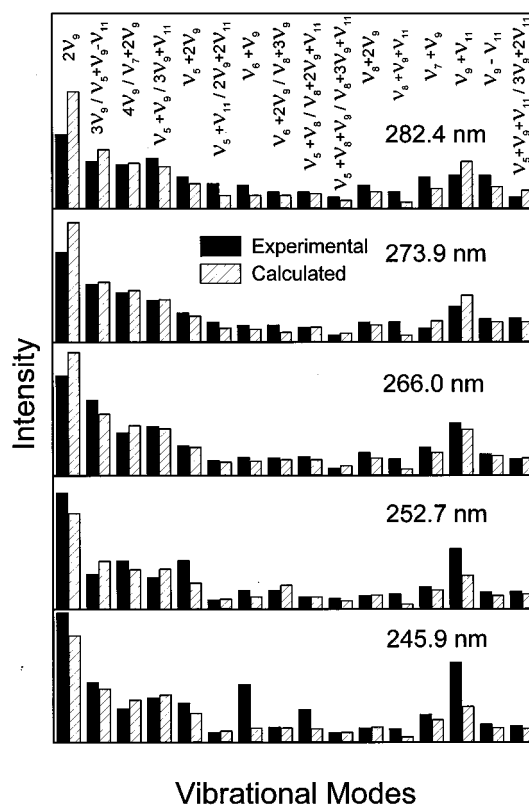 2ν₉
3ν₉ / ν₅+ν₉-ν₁₁
4ν₉ / ν₇+2ν₉
ν₅+ν₉ / 3ν₉+ν₁₁
ν₅+2ν₉
ν₅+ν₁₁ / 2ν₉+2ν₁₁
ν₆+ν₉
ν₆+2ν₉ / ν₈+3ν₉
ν₅+ν₈ / ν₈+2ν₉+ν₁₁
ν₅+ν₈+ν₉ / ν₈+3ν₉+ν₁₁
ν₈+2ν₉
ν₈+ν₉+ν₁₁
ν₇+ν₉
ν₉+ν₁₁
ν₉-ν₁₁
ν₅+ν₉+ν₁₁ / 3ν₉+2ν₁₁
282.4 nm
Experimental
Calculated
273.9 nm
266.0 nm
252.7 nm
245.9 nm
Intensity
Vibrational Modes